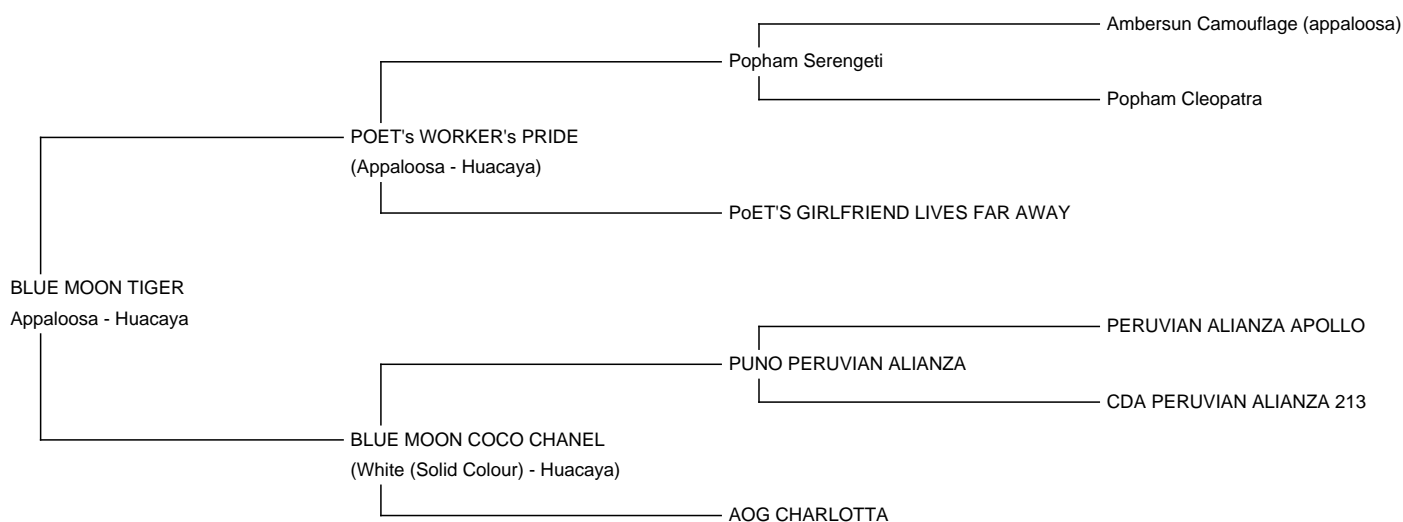 Ambersun Camouflage (appaloosa)
Popham Serengeti
Popham Cleopatra
POET's WORKER's PRIDE
(Appaloosa - Huacaya)
PoET'S GIRLFRIEND LIVES FAR AWAY
BLUE MOON TIGER
Appaloosa - Huacaya
PERUVIAN ALIANZA APOLLO
PUNO PERUVIAN ALIANZA
CDA PERUVIAN ALIANZA 213
BLUE MOON COCO CHANEL
(White (Solid Colour) - Huacaya)
AOG CHARLOTTA